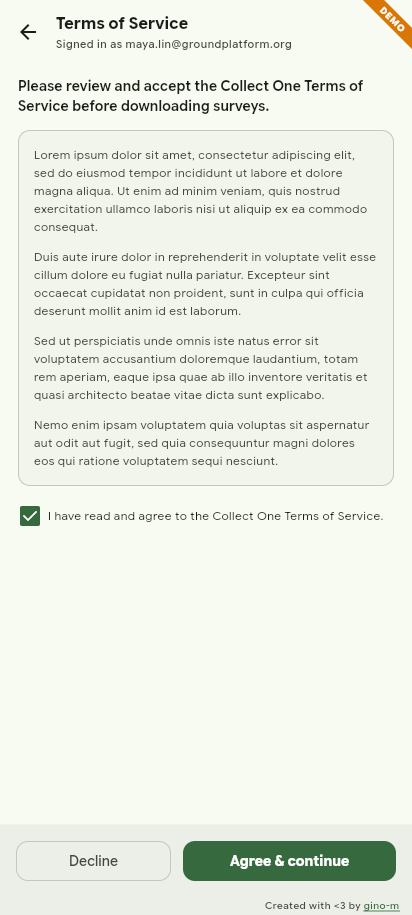 Terms of Service
Signed in as maya.lin@groundplatform.org
DEMO
Please review and accept the Collect One Terms of
Service before downloading surveys.
Lorem ipsum dolor sit amet, consectetur adipiscing elit,
sed do eiusmod tempor incididunt ut labore et dolore
magna aliqua. Ut enim ad minim veniam, quis nostrud
exercitation ullamco laboris nisi ut aliquip ex ea commodo
consequat.
Duis aute irure dolor in reprehenderit in voluptate velit esse
cillum dolore eu fugiat nulla pariatur. Excepteur sint
occaecat cupidatat non proident, sunt in culpa qui officia
deserunt mollit anim id est laborum.
Sed ut perspiciatis unde omnis iste natus error sit
voluptatem accusantium doloremque laudantium, totam
rem aperiam, eaque ipsa quae ab illo inventore veritatis et
quasi architecto beatae vitae dicta sunt explicabo.
Nemo enim ipsam voluptatem quia voluptas sit aspernatur
aut odit aut fugit, sed quia consequuntur magni dolores
eos qui ratione voluptatem sequi nesciunt.
I have read and agree to the Collect One Terms of Service.
Decline
Agree & continue
Created with <3 by gino-m